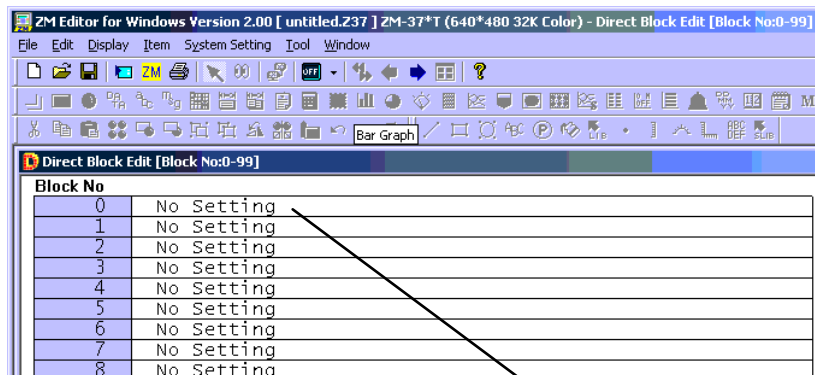 ZM Editor for Windows Version 2.00 [ untitled.Z37 ] ZM-37*T (640*480 32K Color) - Direct Block Edit [Block No:0-99]
File Edit Display Item System Setting Tool Window
ZM OFF
Bar Graph
Direct Block Edit [Block No:0-99]
Block No
0 No Setting
1 No Setting
2 No Setting
3 No Setting
4 No Setting
5 No Setting
6 No Setting
7 No Setting
8 No Setting